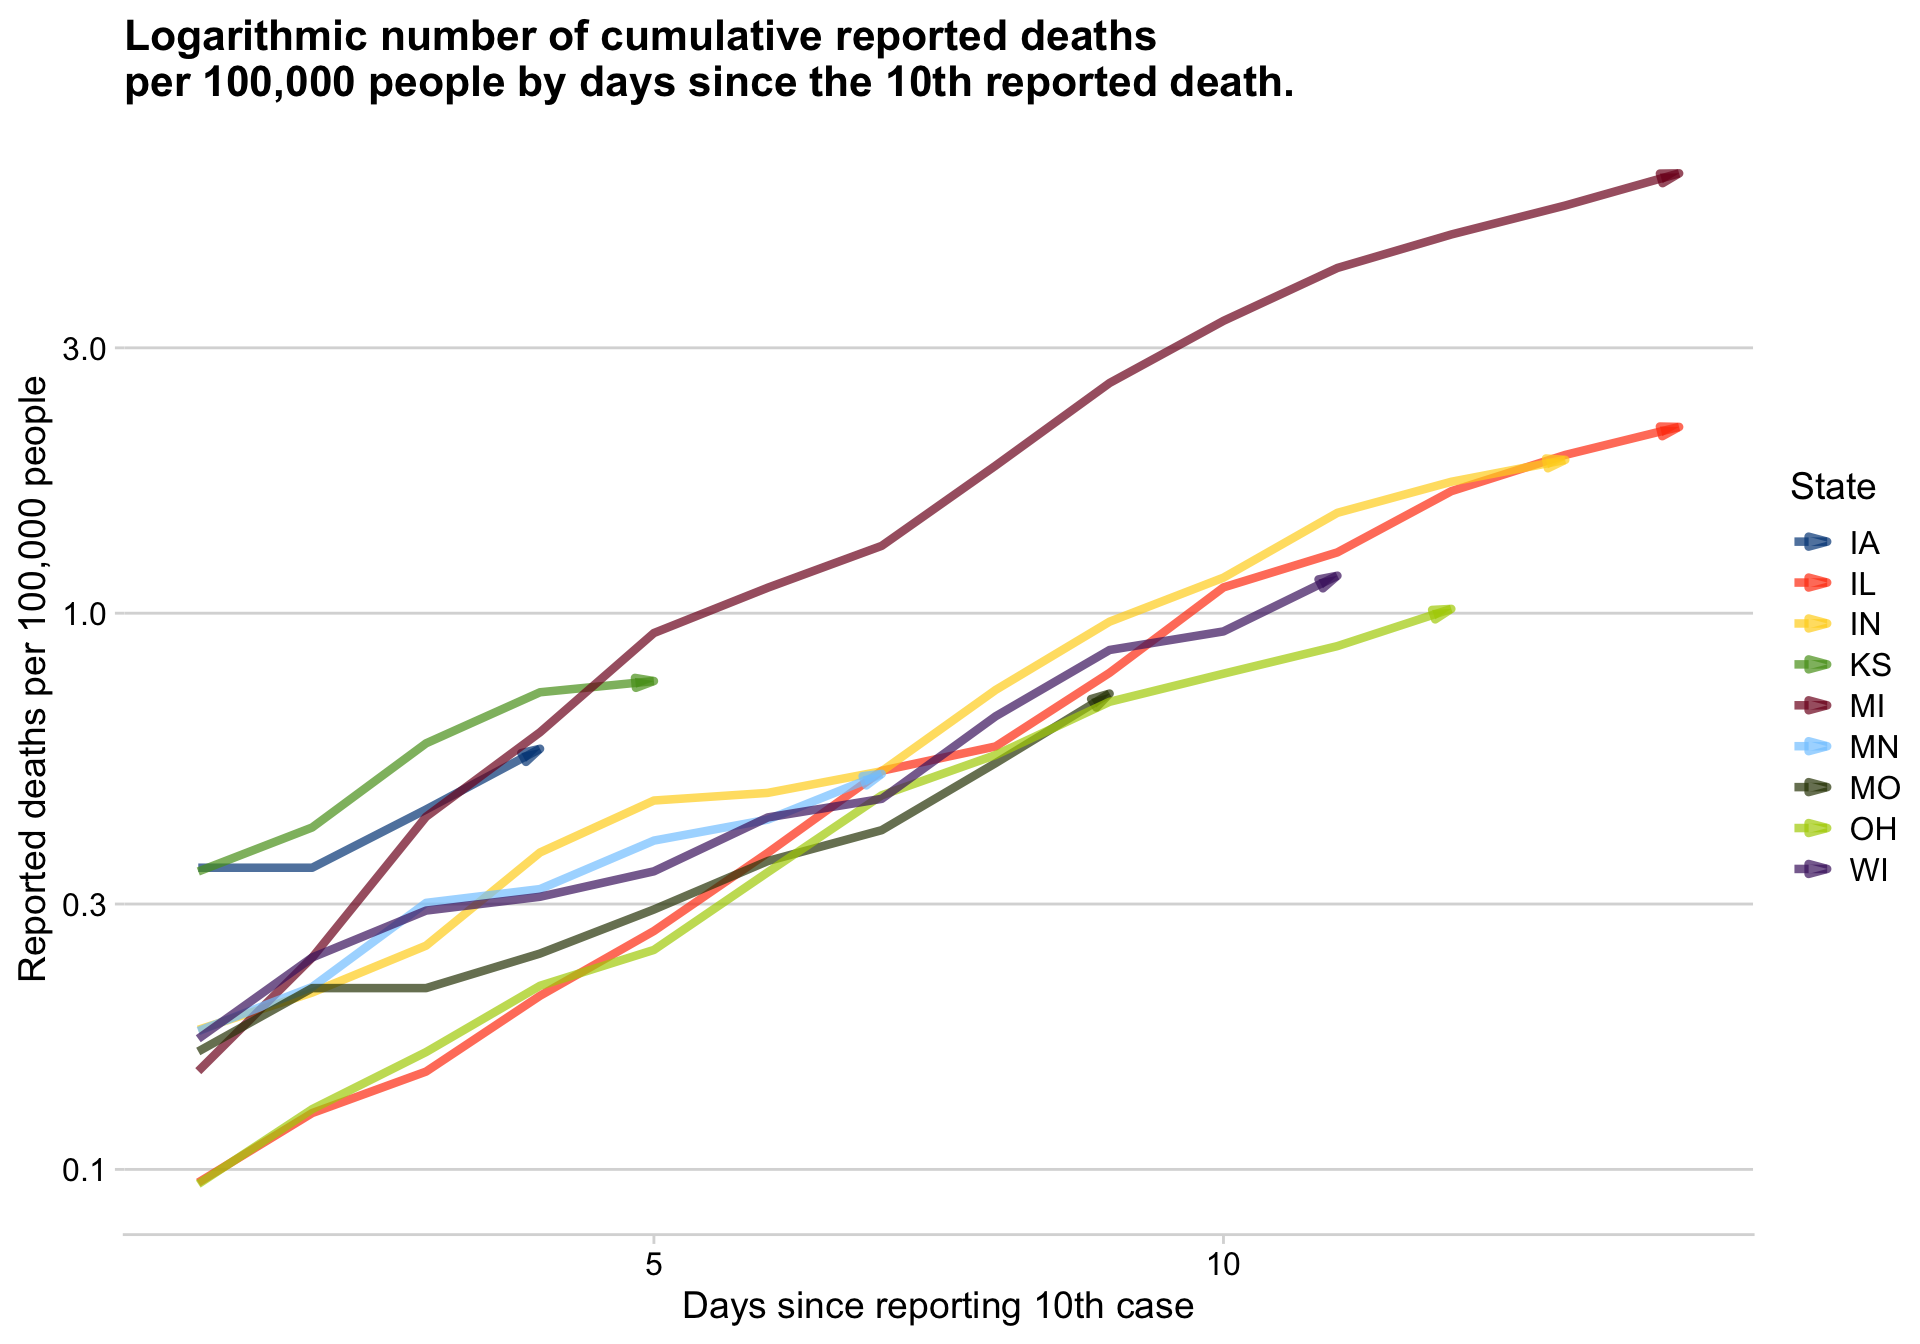 Logarithmic number of cumulative reported deaths
per 100,000 people by days since the 10th reported death.
Reported deaths per 100,000 people
3.0
1.0
0.3
0.1
5
10
Days since reporting 10th case
State
IA
IL
IN
KS
MI
MN
MO
OH
WI